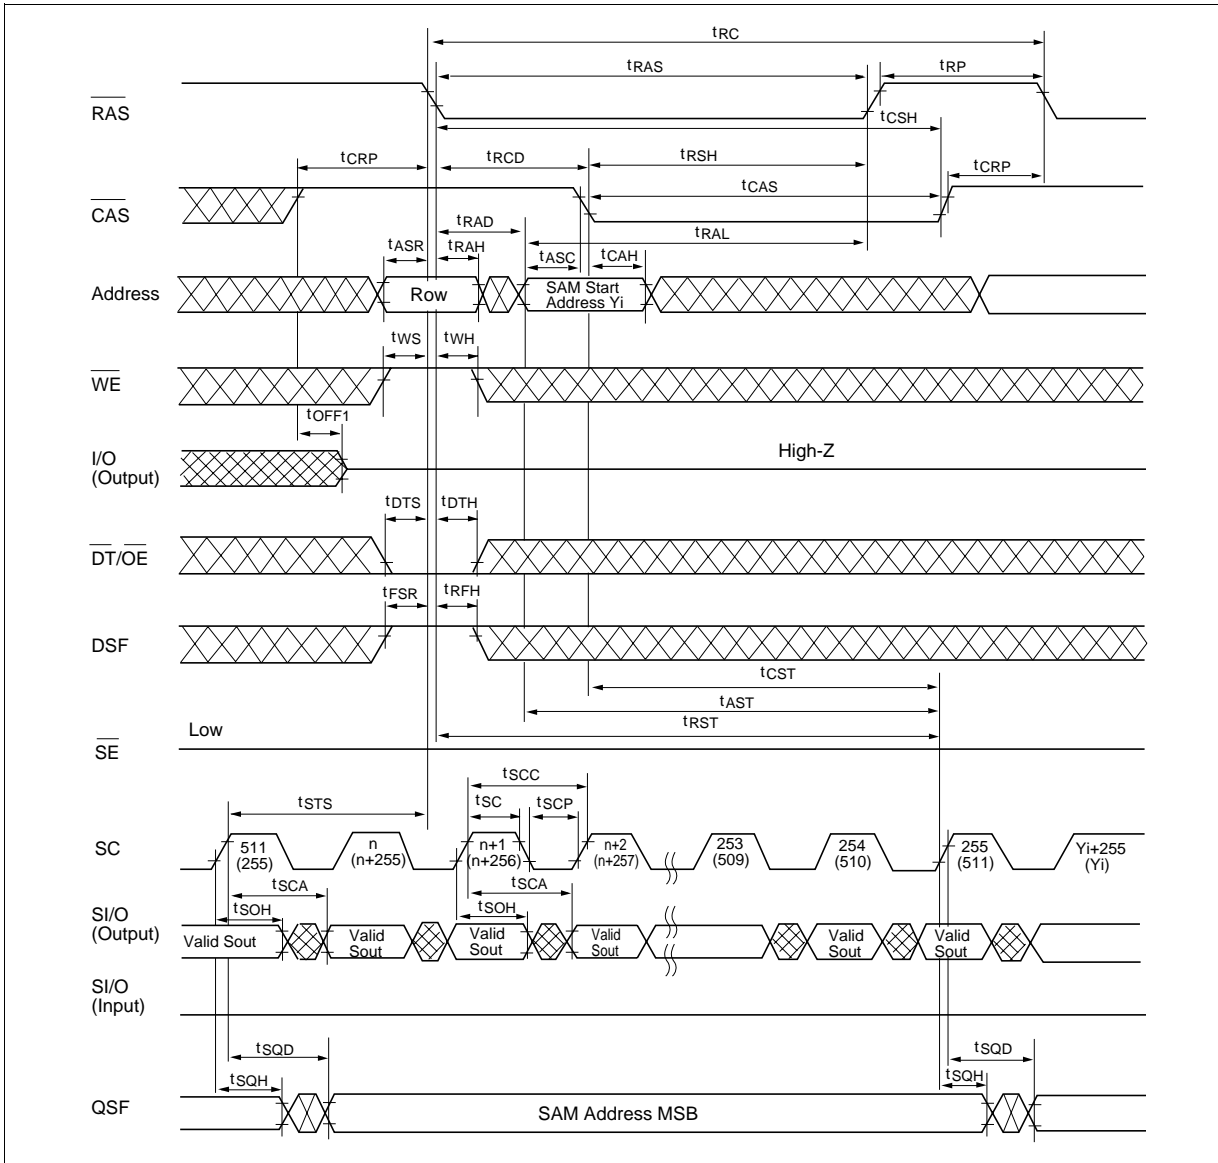 tRC
tRAS
tRP
RAS
tCSH
tCRP
tRCD
tRSH
tCRP
tCAS
CAS
tRAD
tRAL
tASR
tRAH
tASC
tCAH
Address
Row
SAM Start
Address Yi
tWS
tWH
WE
tOFF1
I/O
(Output)
High-Z
tDTS
tDTH
DT/OE
tFSR
tRFH
DSF
tCST
tAST
tRST
Low
SE
tSCC
tSTS
tSC
tSCP
SC
511
(255)
n
(n+255)
n+1
(n+256)
n+2
(n+257)
253
(509)
254
(510)
255
(511)
Yi+255
(Yi)
tSCA
tSCA
tSOH
tSOH
SI/O
(Output)
Valid Sout
Valid
Sout
Valid
Sout
Valid
Sout
Valid
Sout
Valid
Sout
SI/O
(Input)
tSQD
tSQD
tSQH
tSQH
QSF
SAM Address MSB